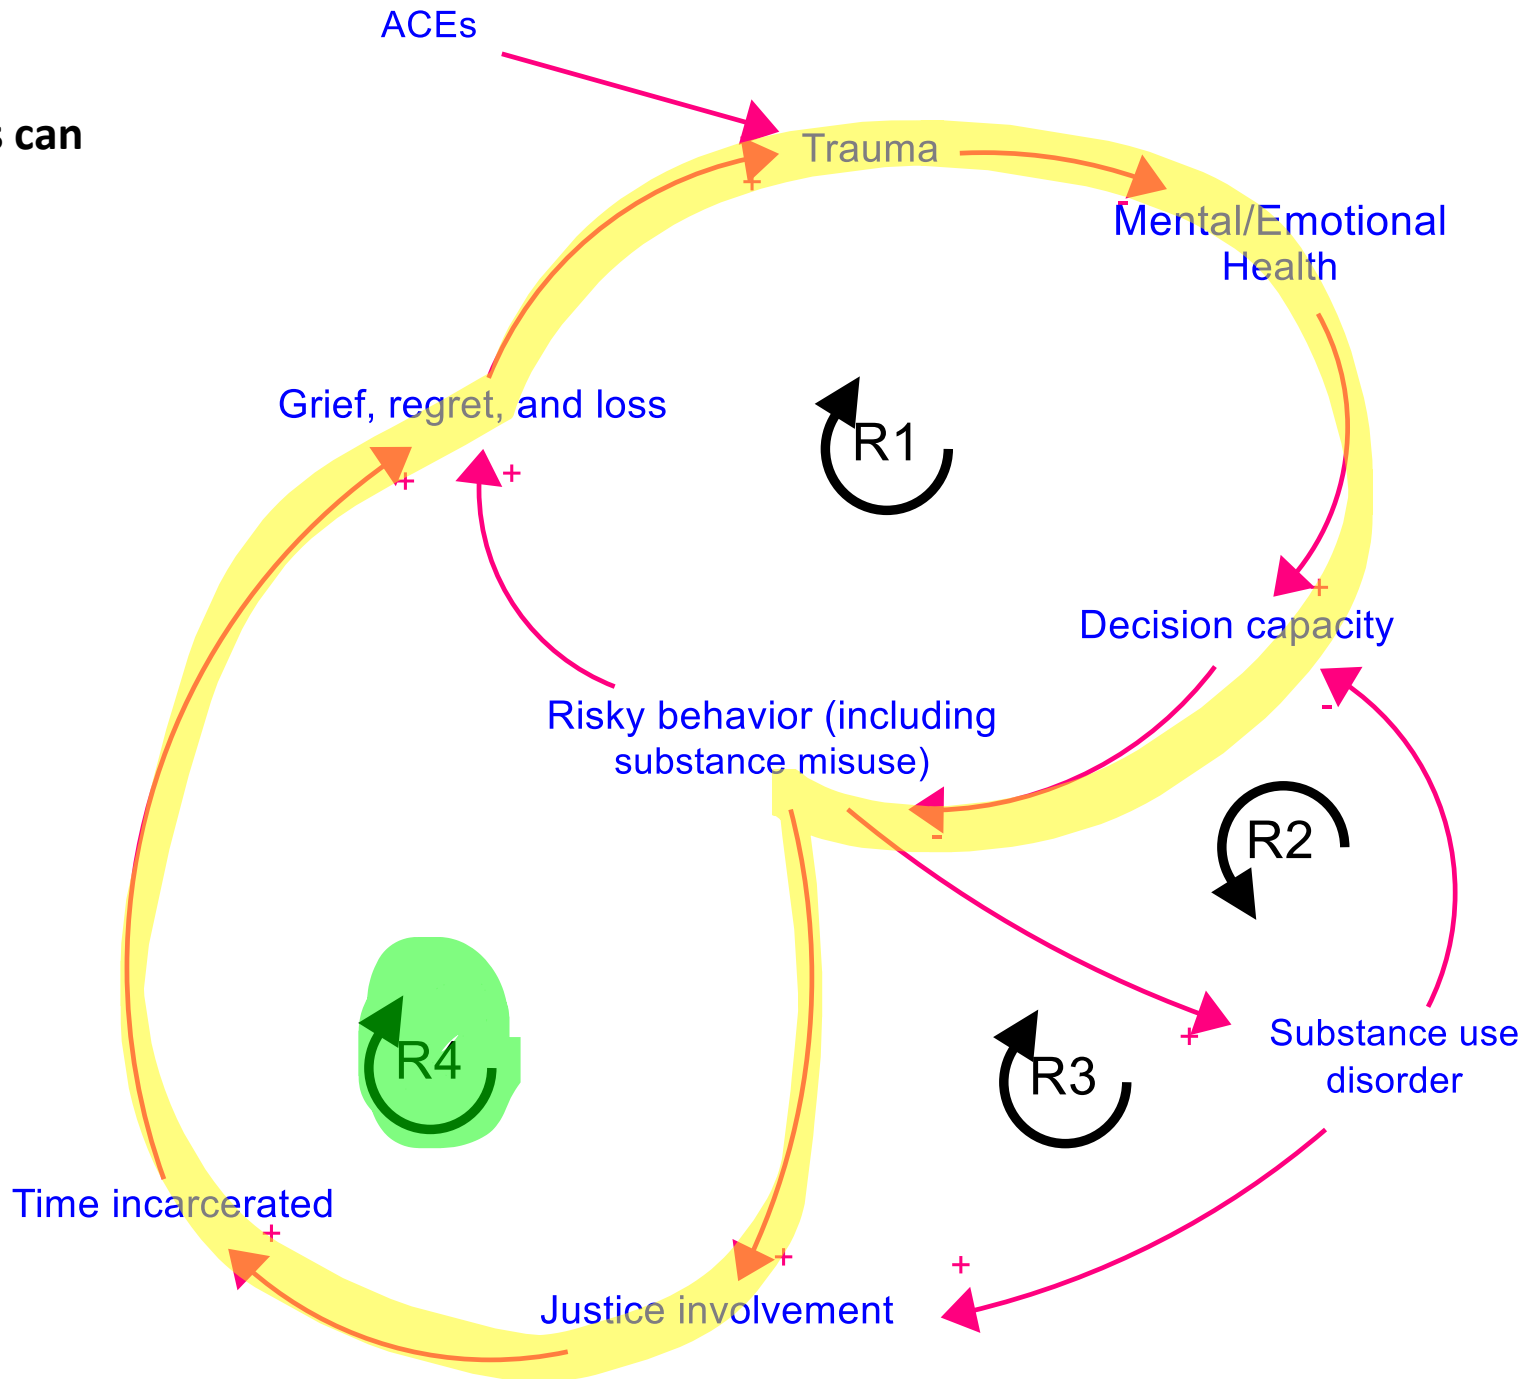 ACEs
s can
Trauma
+
-
Mental/Emotional
Health
Grief, regret, and loss
+
+
R1
+
Decision capacity
-
Risky behavior (including
substance misuse)
-
R2
R4
R3
+
Substance use
disorder
Time incarcerated
+
+
+
Justice involvement